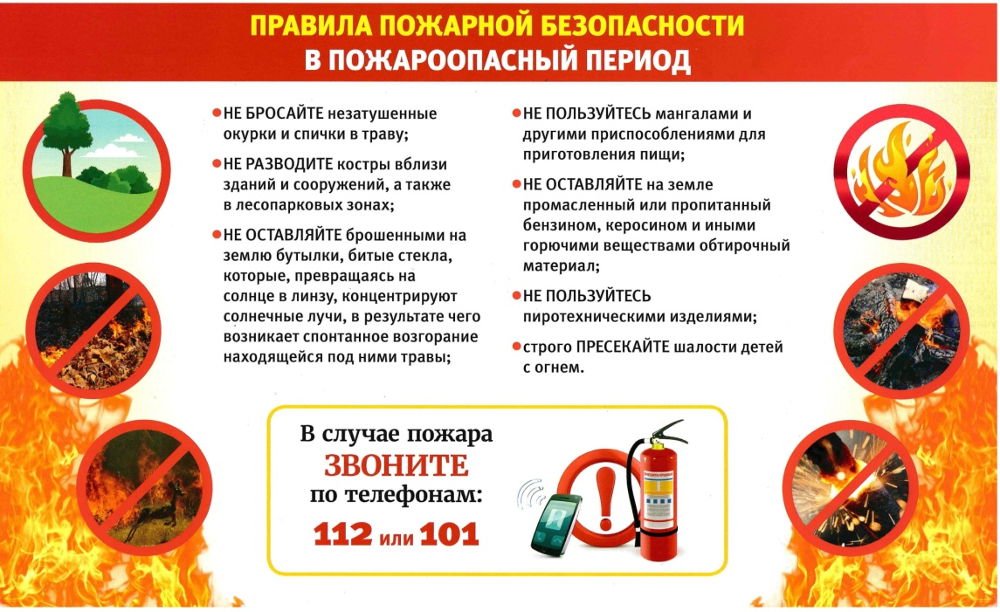 ПРАВИЛА ПОЖАРНОЙ БЕЗОПАСНОСТИ
В ПОЖАРООПАСНЫЙ ПЕРИОД
•НЕ БРОСАЙТЕ незатушенные
окурки и спички в траву;
•НЕ РАЗВОДИТЕ костры вблизи
зданий и сооружений, а также
в лесопарковых зонах;
•НЕ ОСТАВЛЯЙТЕ брошенными на
землю бутылки, битые стекла,
которые, превращаясь на
солнце в линзу, концентрируют
солнечные лучи, в результате чего
возникает спонтанное возгорание
находящейся под ними травы;
•НЕ ПОЛЬЗУЙТЕСЬ мангалами и
другими приспособлениями для
приготовления пищи;
•НЕ ОСТАВЛЯЙТЕ на земле
промасленный или пропитанный
бензином, керосином и иными
горючими веществами обтирочный
материал;
•НЕ ПОЛЬЗУЙТЕСЬ
пиротехническими изделиями;
•строго ПРЕСЕКАЙТЕ шалости детей
с огнем.
В случае пожара
ЗВОНИТЕ
по телефонам:
112 или 101